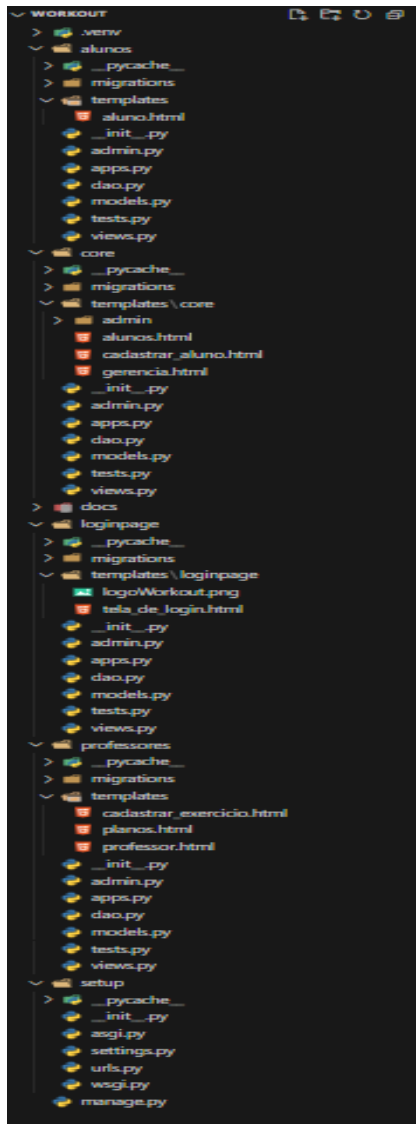 WORKOUT
.venv
alunos
__pycache__
migrations
templates
aluno.html
__init__.py
admin.py
apps.py
dao.py
models.py
tests.py
views.py
core
__pycache__
migrations
templates\core
admin
alunos.html
cadastrar_aluno.html
gerencia.html
__init__.py
admin.py
apps.py
dao.py
models.py
tests.py
views.py
docs
loginpage
__pycache__
migrations
templates\loginpage
logoWorkout.png
tela_de_login.html
__init__.py
admin.py
apps.py
dao.py
models.py
tests.py
views.py
professores
__pycache__
migrations
templates
cadastrar_exercicio.html
planos.html
professor.html
__init__.py
admin.py
apps.py
dao.py
models.py
tests.py
views.py
setup
__pycache__
__init__.py
asgi.py
settings.py
urls.py
wsgi.py
manage.py